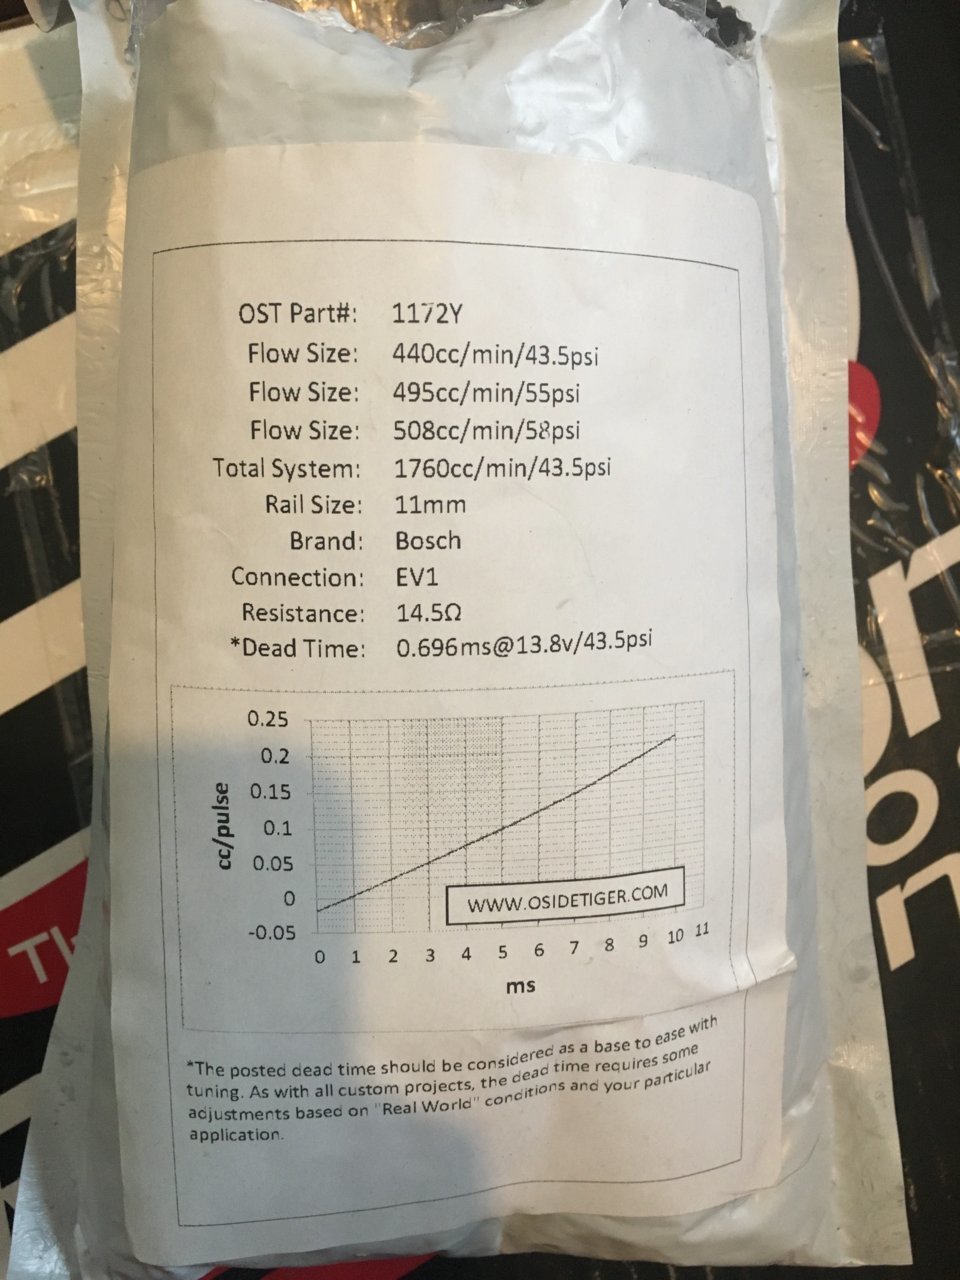 OST Part#: 1172Y
Flow Size: 440cc/min/43.5psi
Flow Size: 495cc/min/55psi
Flow Size: 508cc/min/58psi
Total System: 1760cc/min/43.5psi
Rail Size: 11mm
Brand: Bosch
Connection: EV1
Resistance: 14.5Ω
*Dead Time: 0.696ms@13.8v/43.5psi
0.25
0.2
0.15
0.1
0.05
0
-0.05
cc/pulse
WWW.OSIDETIGER.COM
0 1 2 3 4 5 6 7 8 9 10 11
ms
*The posted dead time should be considered as a base to ease with
tuning. As with all custom projects, the dead time requires some
adjustments based on "Real World" conditions and your particular
application.